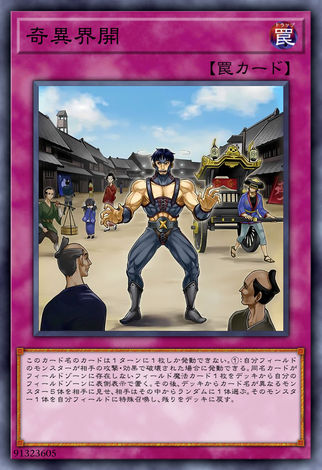 奇異界開
トラップ
罠
【罠カード】
このカード名のカードは１ターンに１枚しか発動できない。①：自分フィールド
のモンスターが相手の攻撃・効果で破壊された場合に発動できる。同名カードが
フィールドゾーンに存在しないフィールド魔法カード１枚をデッキから自分の
フィールドゾーンに表側表示で置く。その後、デッキからカード名が異なるモン
スター５体を相手に見せ、相手はその中からランダムに１体選ぶ。そのモンスタ
ー１体を自分フィールドに特殊召喚し、残りをデッキに戻す。
91323605